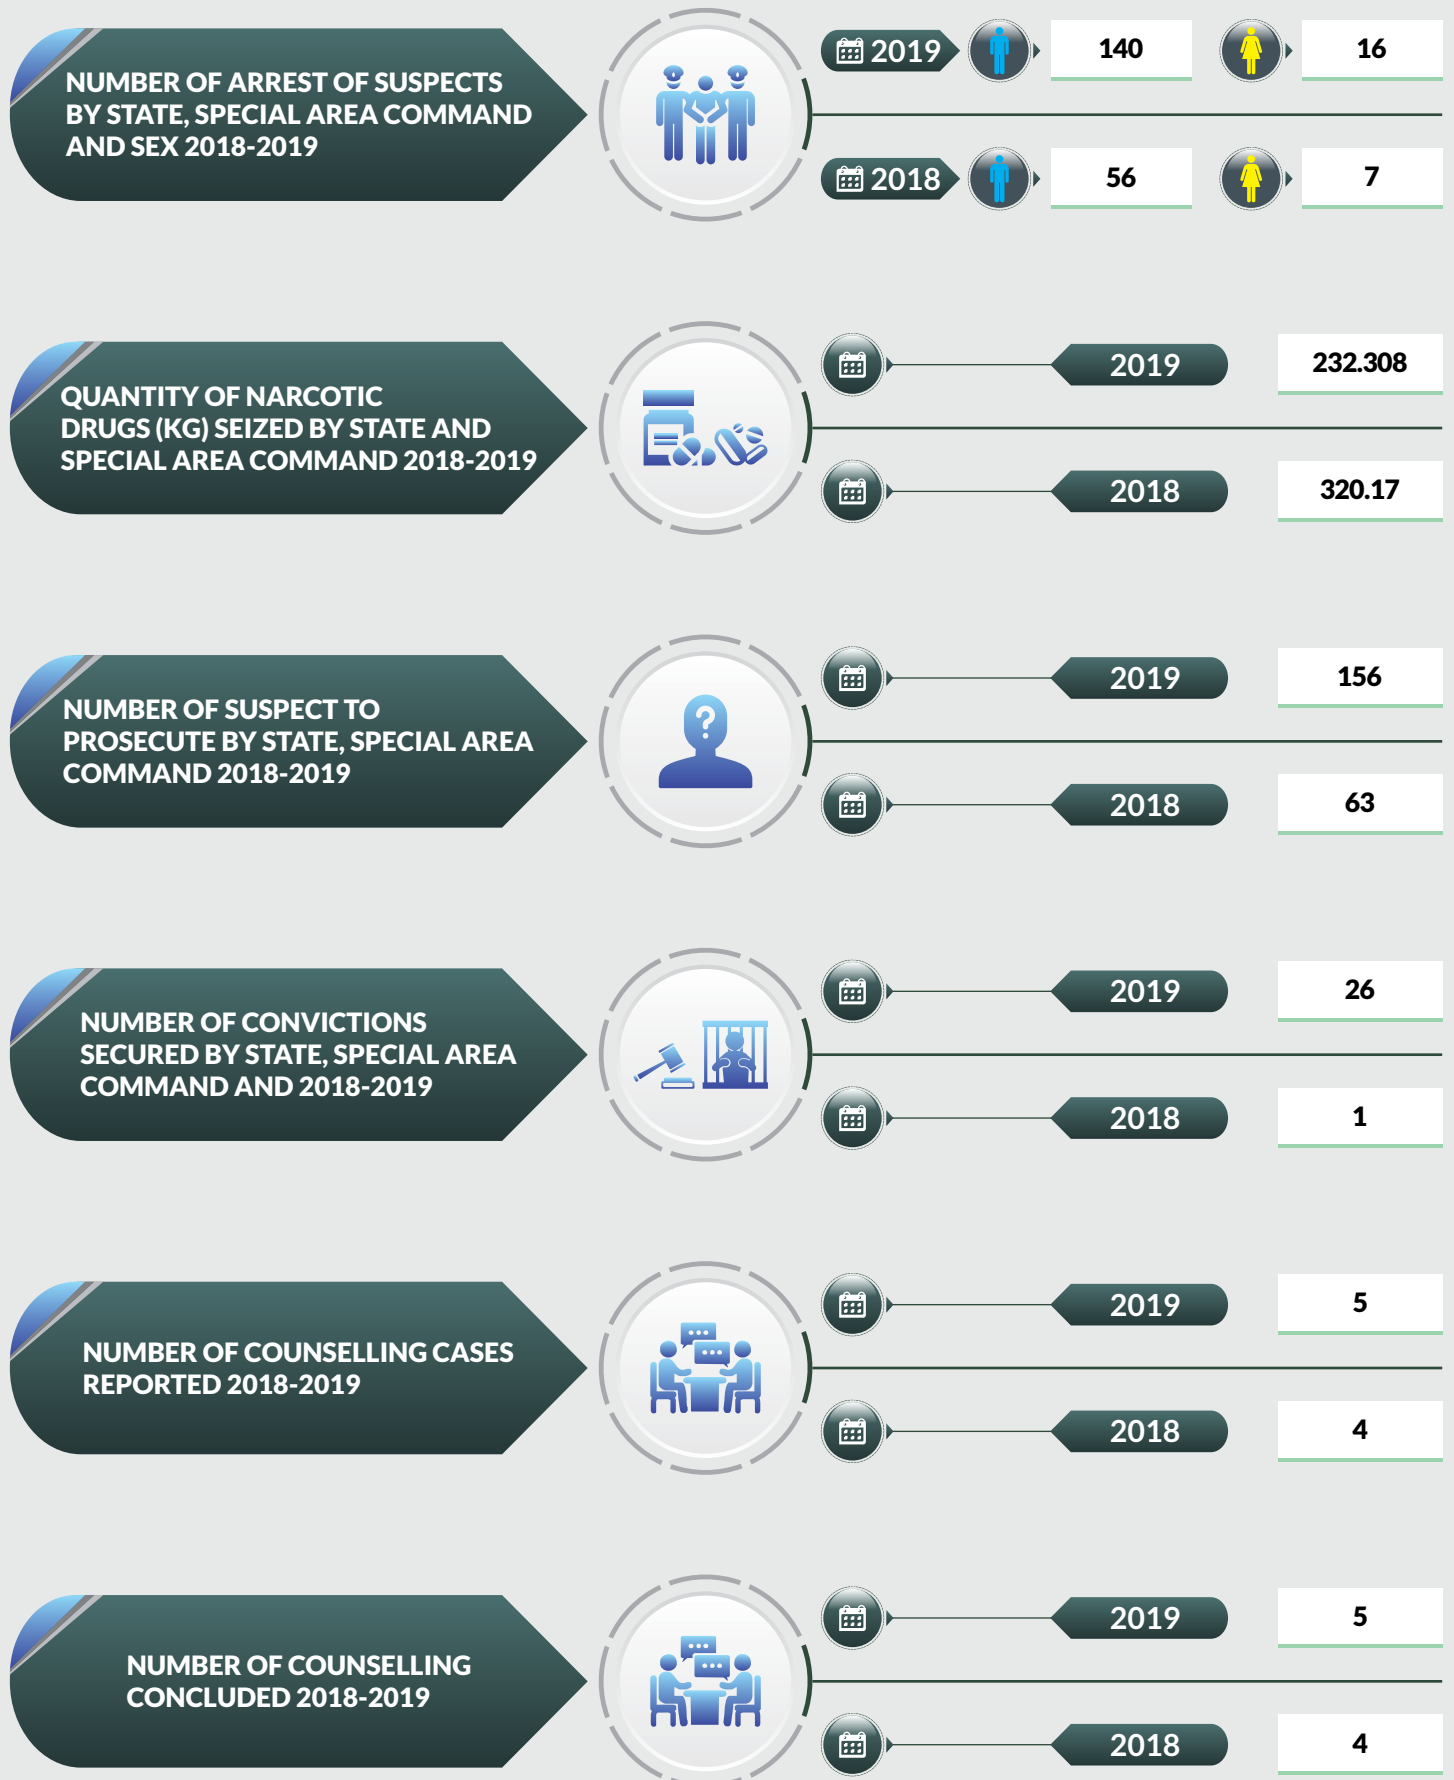 NUMBER OF ARREST OF SUSPECTS
BY STATE, SPECIAL AREA COMMAND
AND SEX 2018-2019
2019
140
16
2018
56
7
QUANTITY OF NARCOTIC
DRUGS (KG) SEIZED BY STATE AND
SPECIAL AREA COMMAND 2018-2019
2019
232.308
2018
320.17
NUMBER OF SUSPECT TO
PROSECUTE BY STATE, SPECIAL AREA
COMMAND 2018-2019
2019
156
2018
63
?
NUMBER OF CONVICTIONS
SECURED BY STATE, SPECIAL AREA
COMMAND AND 2018-2019
2019
26
2018
1
NUMBER OF COUNSELLING CASES
REPORTED 2018-2019
2019
5
2018
4
NUMBER OF COUNSELLING
CONCLUDED 2018-2019
2019
5
2018
4